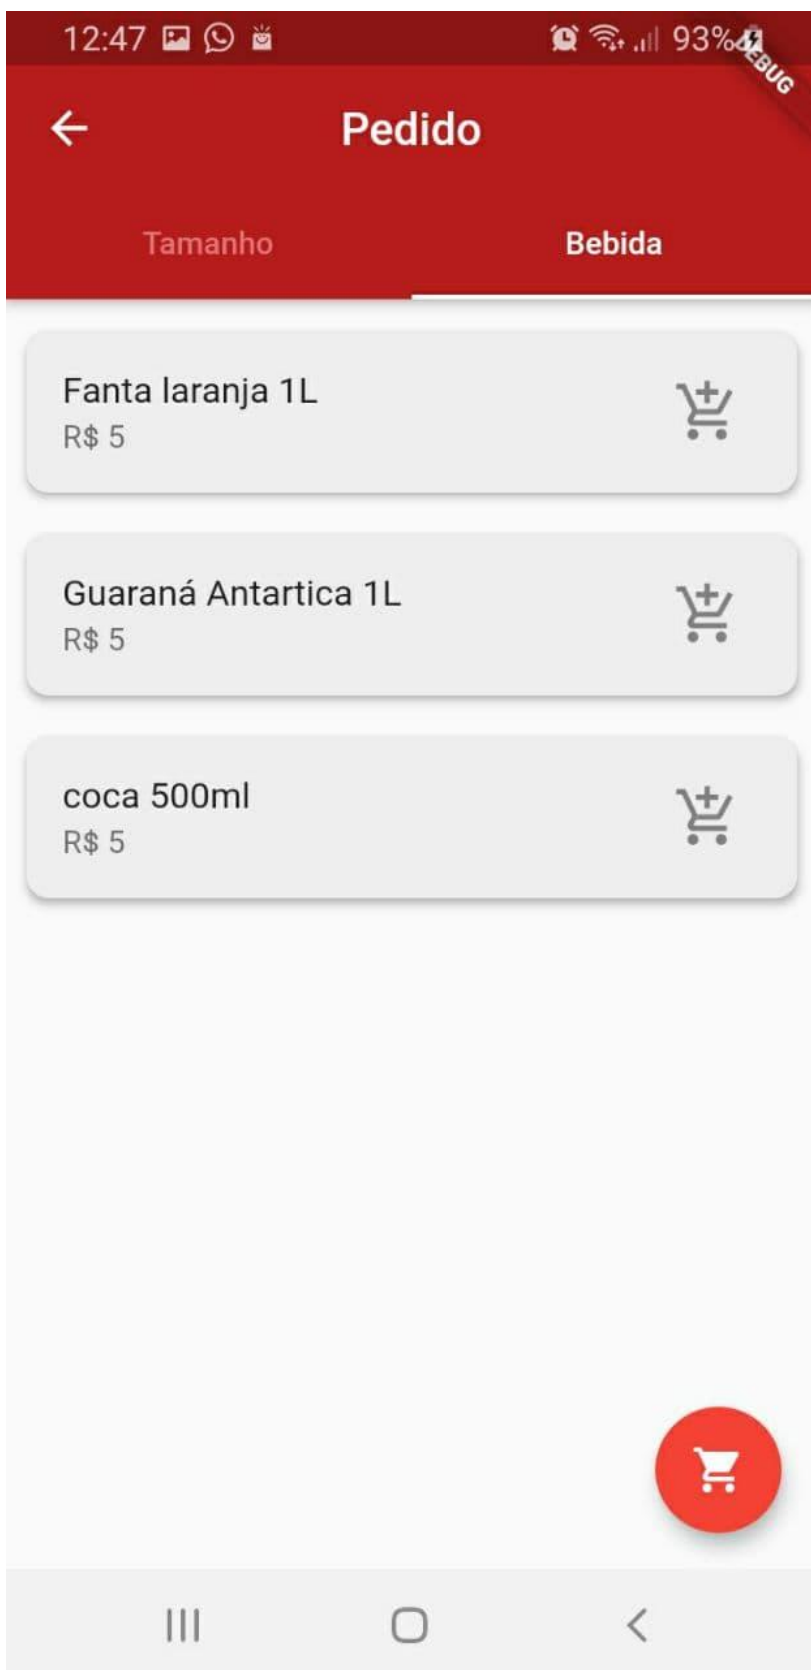 12:47
93%
DEBUG
Pedido
Tamanho
Bebida
Fanta laranja 1L
R$ 5
Guaraná Antartica 1L
R$ 5
coca 500ml
R$ 5